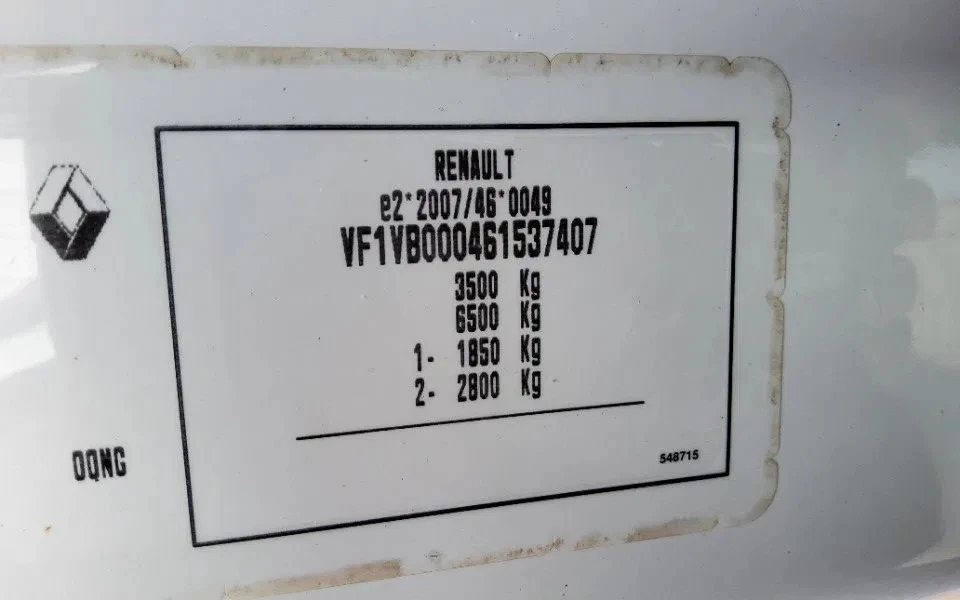 RENAULT
e2*2007/46*0049
VF1VB000461537407
3500 Kg
6500 Kg
1- 1850 Kg
2- 2800 Kg
OQNG
548715